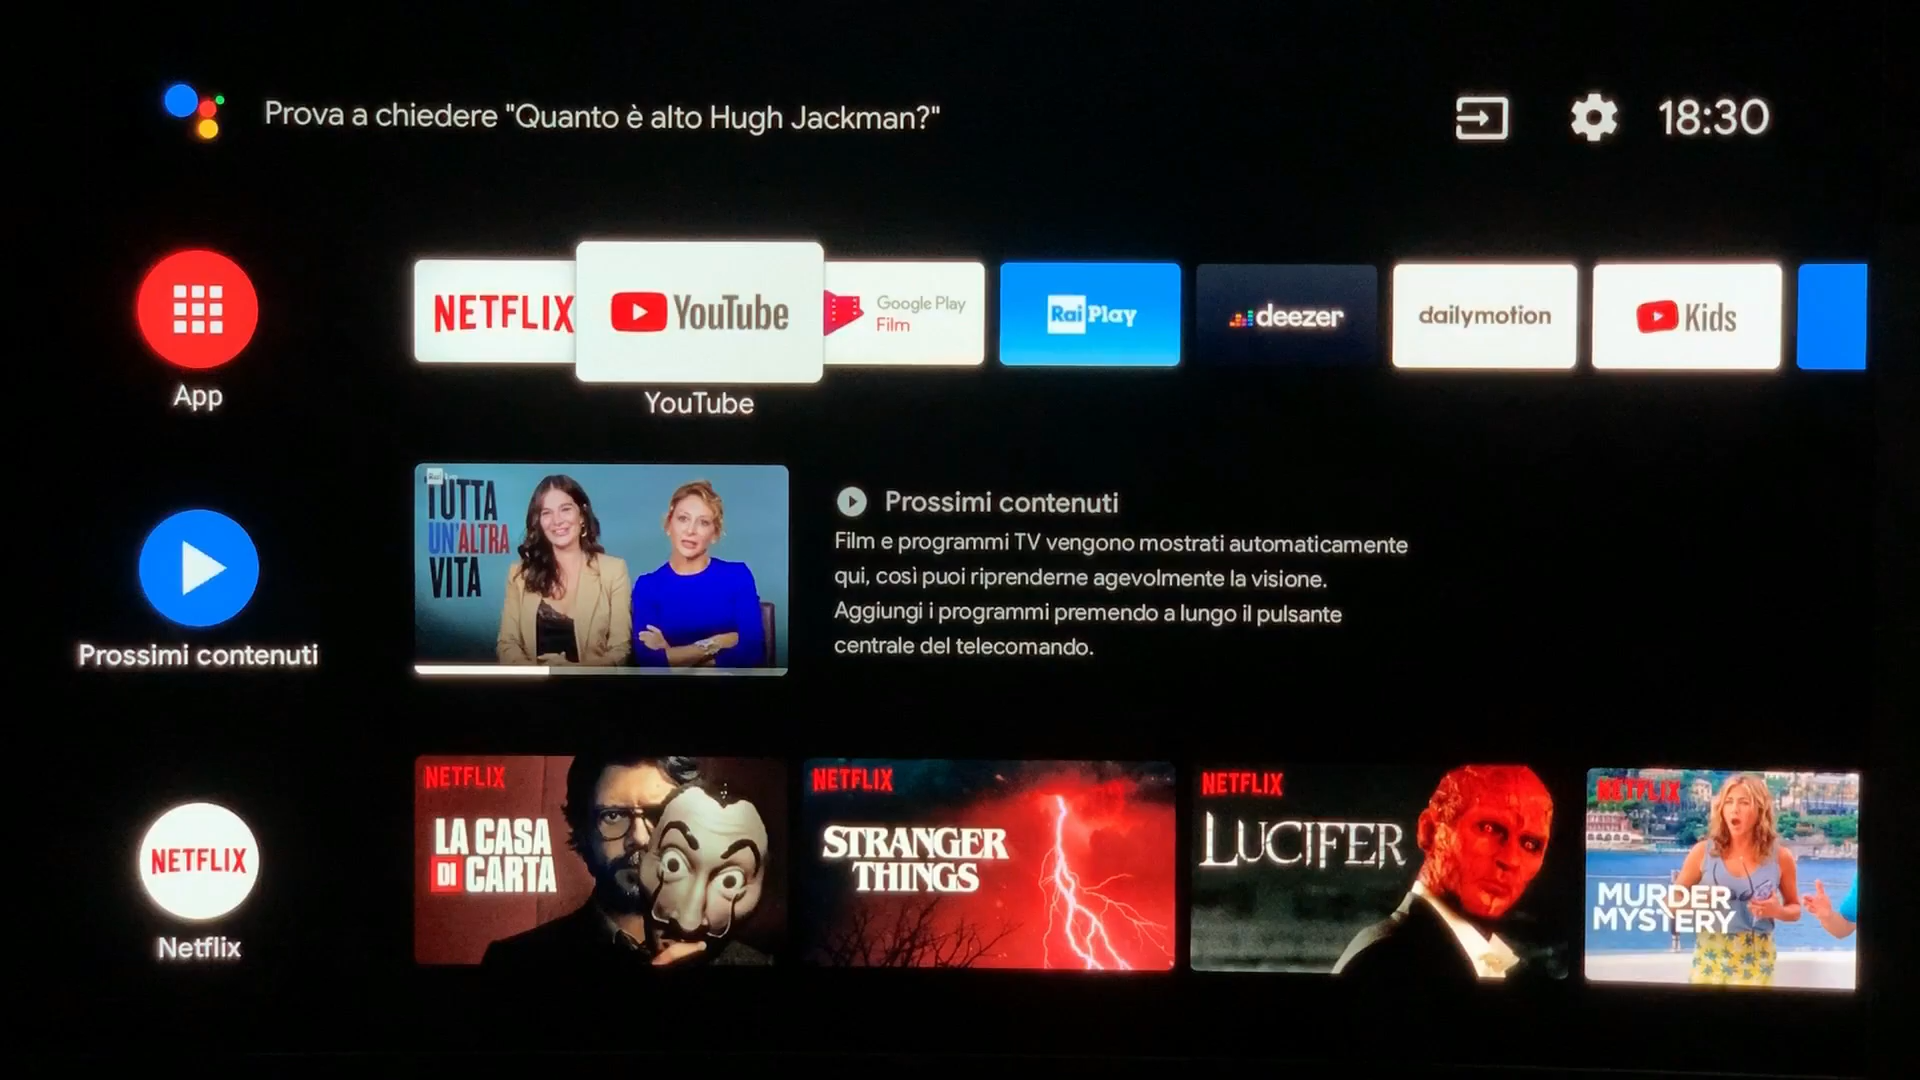 Prova a chiedere "Quanto è alto Hugh Jackman?"
18:30
App
NETFLIX
YouTube
Google Play
Film
Rai Play
deezer
dailymotion
Kids
YouTube
Rai
TUTTA
UN'ALTRA
VITA
Prossimi contenuti
Film e programmi TV vengono mostrati automaticamente
qui, così puoi riprenderne agevolmente la visione.
Aggiungi i programmi premendo a lungo il pulsante
centrale del telecomando.
Prossimi contenuti
NETFLIX
Netflix
NETFLIX
LA CASA
DI CARTA
NETFLIX
STRANGER
THINGS
NETFLIX
LUCIFER
NETFLIX
MURDER
MYSTERY